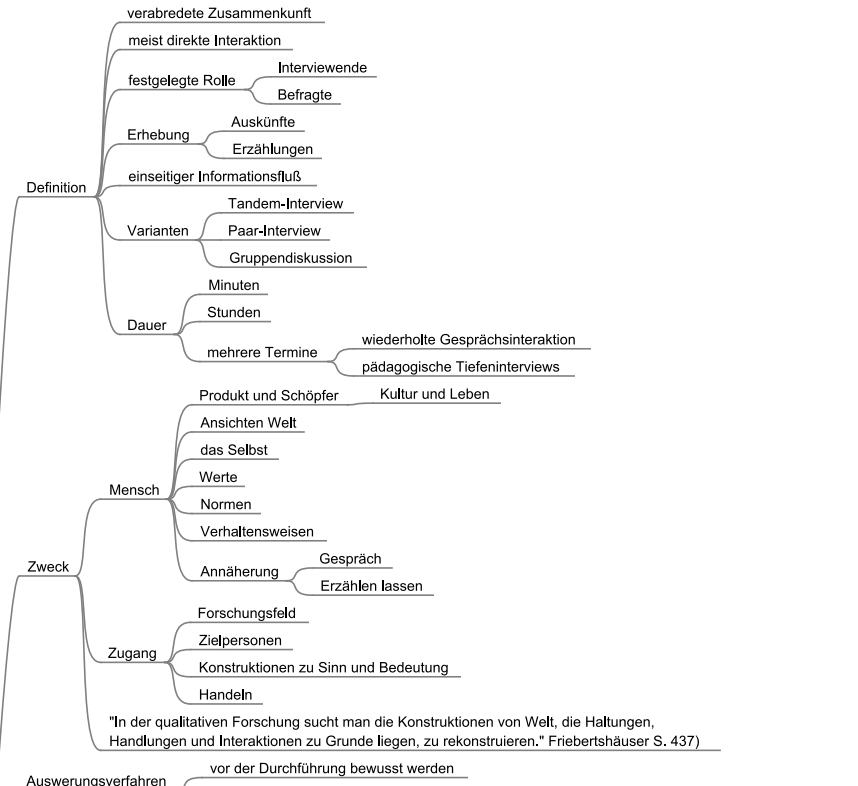 Definition
verabredete Zusammenkunft
meist direkte Interaktion
festgelegte Rolle
Interviewende
Befragte
Erhebung
Auskünfte
Erzählungen
einseitiger Informationsfluß
Varianten
Tandem-Interview
Paar-Interview
Gruppendiskussion
Dauer
Minuten
Stunden
mehrere Termine
wiederholte Gesprächsinteraktion
pädagogische Tiefeninterviews
Zweck
Mensch
Produkt und Schöpfer
Kultur und Leben
Ansichten Welt
das Selbst
Werte
Normen
Verhaltensweisen
Annäherung
Gespräch
Erzählen lassen
Zugang
Forschungsfeld
Zielpersonen
Konstruktionen zu Sinn und Bedeutung
Handeln
"In der qualitativen Forschung sucht man die Konstruktionen von Welt, die Haltungen,
Handlungen und Interaktionen zu Grunde liegen, zu rekonstruieren." Friebertshäuser S. 437)
Auswerungsverfahren
vor der Durchführung bewusst werden